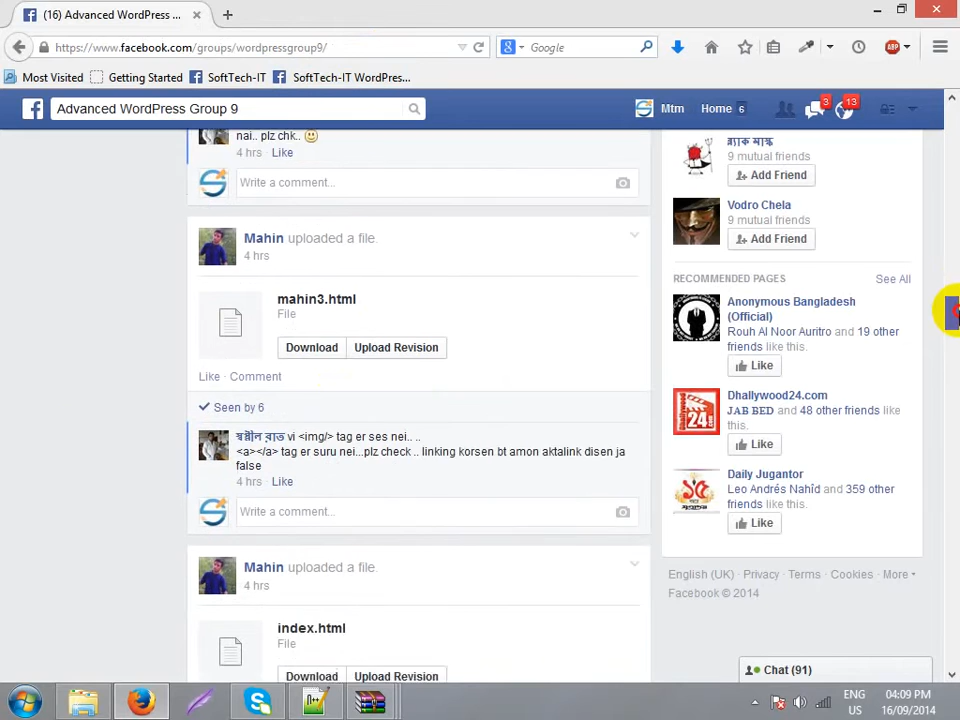 (16) Advanced WordPress ...
https://www.facebook.com/groups/wordpressgroup9/
Google
Most Visited
Getting Started
SoftTech-IT
SoftTech-IT WordPres...
Advanced WordPress Group 9
Mtm
Home 6
3
13
nai.. plz chk..
4 hrs · Like
Write a comment...
Mahin uploaded a file.
4 hrs
mahin3.html
File
Download
Upload Revision
Like · Comment
Seen by 6
vi <img/> tag er ses nei.. ..
<a></a> tag er suru nei...plz check .. linking korsen bt amon aktalink disen ja
false
4 hrs · Like
Write a comment...
Mahin uploaded a file.
4 hrs
index.html
File
Download
Upload Revision
ব্ল্যাক মাস্ক
9 mutual friends
Add Friend
Vodro Chela
9 mutual friends
Add Friend
RECOMMENDED PAGES
See All
Anonymous Bangladesh
(Official)
Rouh Al Noor Auritro and 19 other
friends like this.
Like
Dhallywood24.com
JAB BED and 48 other friends like
this.
Like
Daily Jugantor
Leo Andrés Nahîd and 359 other
friends like this.
Like
English (UK) · Privacy · Terms · Cookies · More
Facebook © 2014
Chat (91)
ENG
US
04:09 PM
16/09/2014